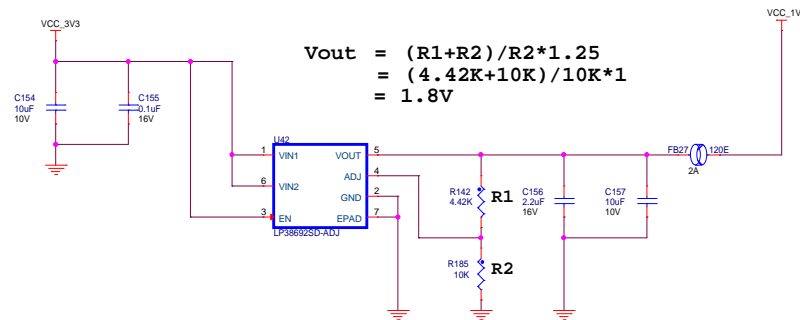 VCC_3V3
VCC_1V
Vout = (R1+R2)/R2*1.25
= (4.42K+10K)/10K*1
= 1.8V
C154
10uF
10V
C155
0.1uF
16V
U42
1 VIN1 VOUT 5
ADJ 4
6 VIN2 GND 2
3 EN EPAD 7
LP38692SD-ADJ
R142
4.42K
R1
C156
2.2uF
16V
C157
10uF
10V
FB27 120E
2A
R185
10K
R2